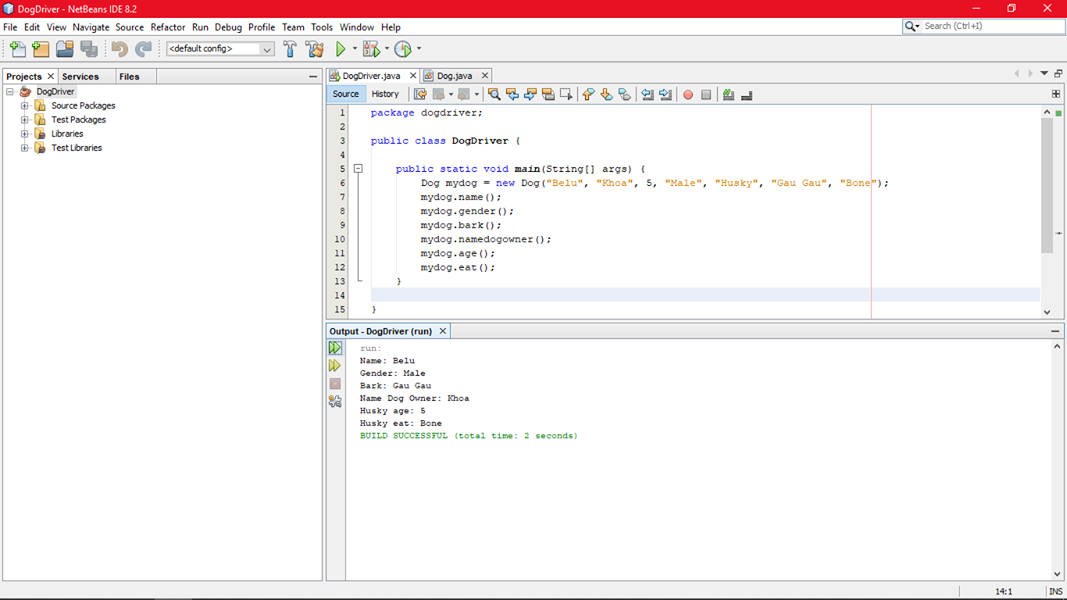 DogDriver - NetBeans IDE 8.2
File Edit View Navigate Source Refactor Run Debug Profile Team Tools Window Help
Search (Ctrl+I)
<default config>
Projects Services Files
DogDriver
Source Packages
Test Packages
Libraries
Test Libraries
DogDriver.java Dog.java
Source History
1 package dogdriver;
2
3 public class DogDriver {
4
5 public static void main(String[] args) {
6 Dog mydog = new Dog("Belu", "Khoa", 5, "Male", "Husky", "Gau Gau", "Bone");
7 mydog.name();
8 mydog.gender();
9 mydog.bark();
10 mydog.namedogowner();
11 mydog.age();
12 mydog.eat();
13 }
14
15 }
Output - DogDriver (run)
run:
Name: Belu
Gender: Male
Bark: Gau Gau
Name Dog Owner: Khoa
Husky age: 5
Husky eat: Bone
BUILD SUCCESSFUL (total time: 2 seconds)
14:1 INS